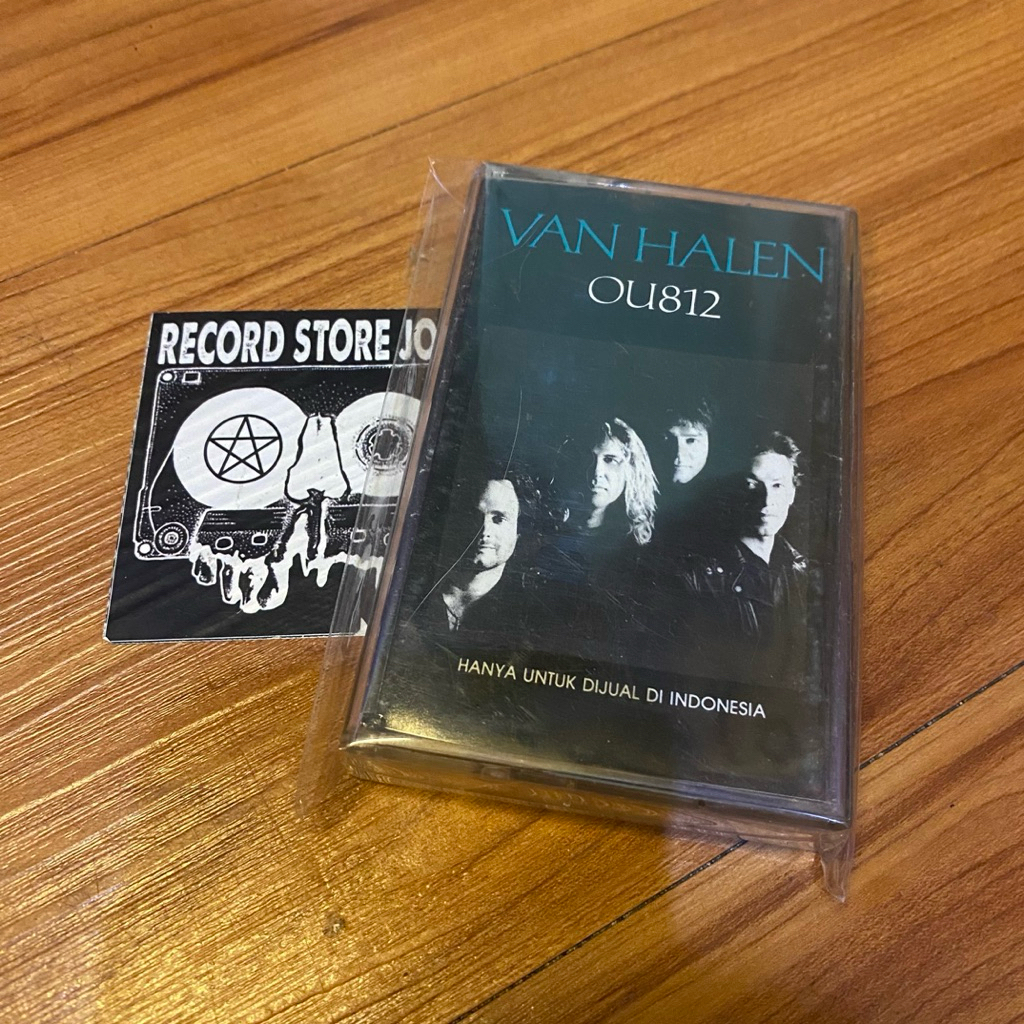 VAN HALEN
OU812
RECORD STORE JO
HANYA UNTUK DIJUAL DI INDONESIA